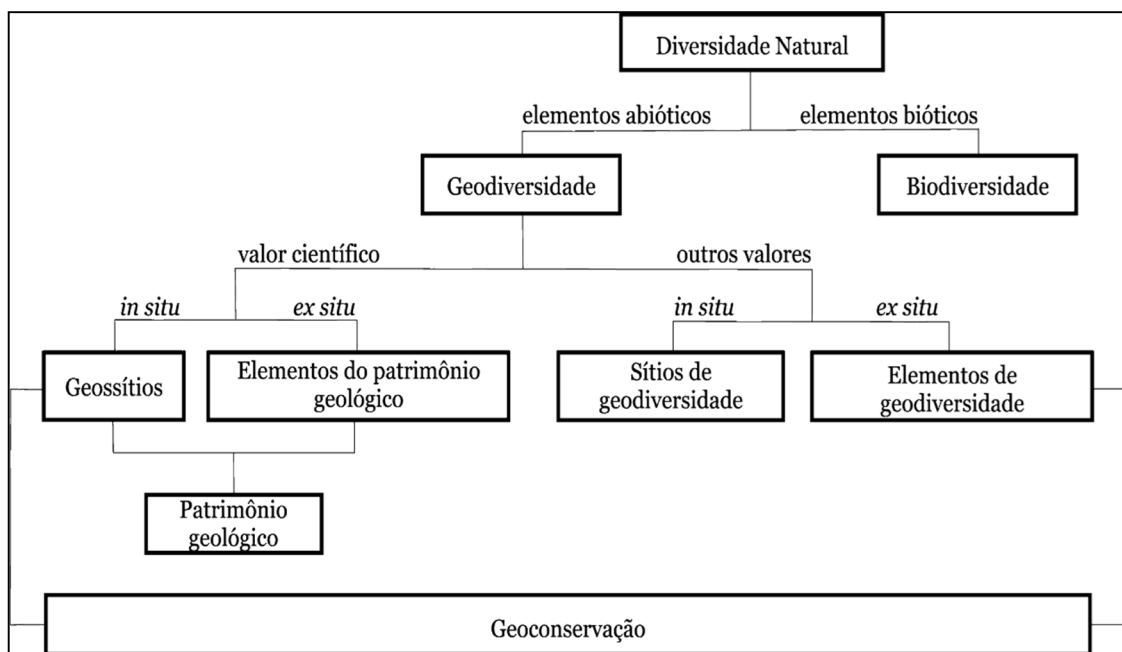 Diversidade Natural
elementos abióticos
elementos bióticos
Geodiversidade
Biodiversidade
valor científico
outros valores
in situ
ex situ
in situ
ex situ
Geossítios
Elementos do patrimônio
geológico
Sítios de
geodiversidade
Elementos de
geodiversidade
Patrimônio
geológico
Geoconservação